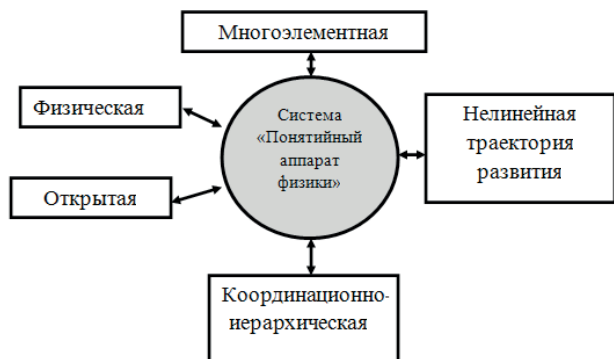 Многоэлементная
Физическая
Система
«Понятийный
аппарат
физики»
Нелинейная
траектория
развития
Открытая
Координационно-
иерархическая